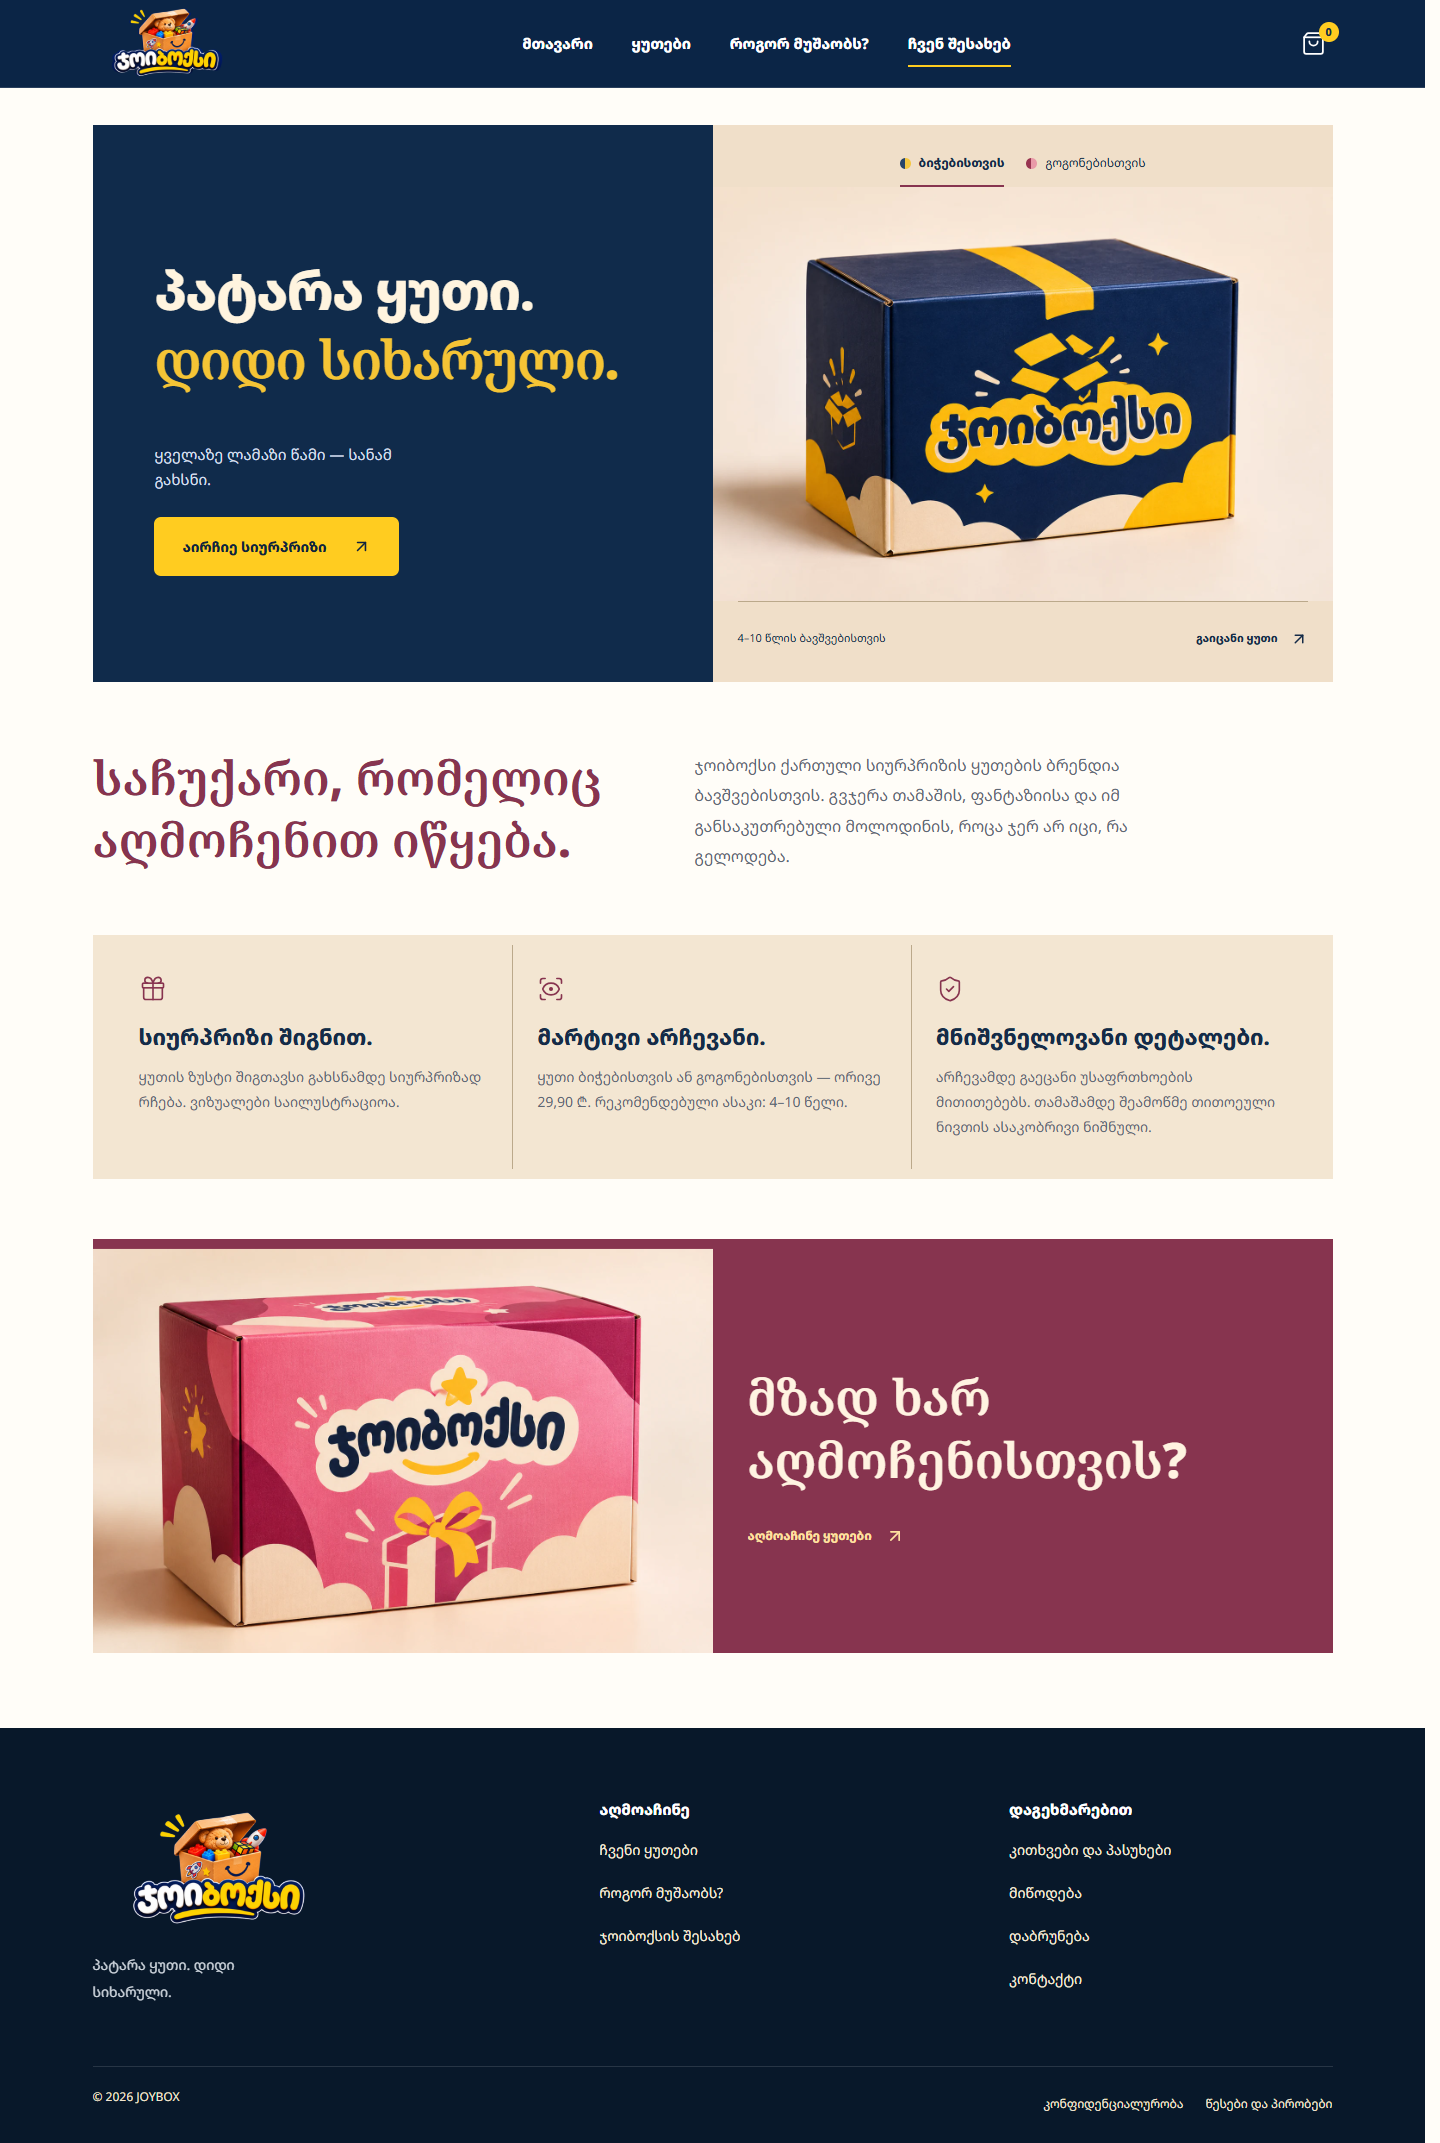 ჯოიბოქსი
მთავარი
ყუთები
როგორ მუშაობს?
ჩვენ შესახებ
0
პატარა ყუთი.
დიდი სიხარული.
ყველაზე ლამაზი წამი — სანამ
გახსნი.
აირჩიე სიურპრიზი
ბიჭებისთვის
გოგონებისთვის
ჯოიბოქსი
4–10 წლის ბავშვებისთვის
გაიცანი ყუთი
საჩუქარი, რომელიც
აღმოჩენით იწყება.
ჯოიბოქსი ქართული სიურპრიზის ყუთების ბრენდია
ბავშვებისთვის. გვჯერა თამაშის, ფანტაზიისა და იმ
განსაკუთრებული მოლოდინის, როცა ჯერ არ იცი, რა
გელოდება.
სიურპრიზი შიგნით.
ყუთის ზუსტი შიგთავსი გახსნამდე სიურპრიზად
რჩება. ვიზუალები საილუსტრაციოა.
მარტივი არჩევანი.
ყუთი ბიჭებისთვის ან გოგონებისთვის — ორივე
29,90 ₾. რეკომენდებული ასაკი: 4–10 წელი.
მნიშვნელოვანი დეტალები.
არჩევამდე გაეცანი უსაფრთხოების
მითითებებს. თამაშამდე შეამოწმე თითოეული
ნივთის ასაკობრივი ნიშნული.
ჯოიბოქსი
ჯოიბოქსი
მზად ხარ
აღმოჩენისთვის?
აღმოაჩინე ყუთები
ჯოიბოქსი
პატარა ყუთი. დიდი
სიხარული.
აღმოაჩინე
ჩვენი ყუთები
როგორ მუშაობს?
ჯოიბოქსის შესახებ
დაგეხმარებით
კითხვები და პასუხები
მიწოდება
დაბრუნება
კონტაქტი
© 2026 JOYBOX
კონფიდენციალურობა
წესები და პირობები